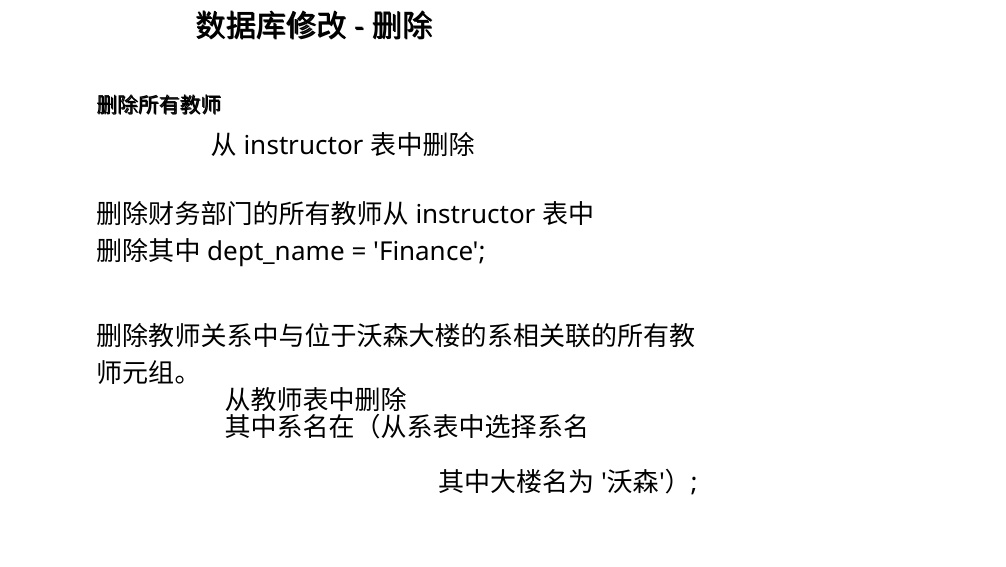 数据库修改 - 删除
删除所有教师
从 instructor 表中删除
删除财务部门的所有教师从 instructor 表中
删除其中 dept_name = 'Finance';
删除教师关系中与位于沃森大楼的系相关联的所有教
师元组。
从教师表中删除
其中系名在（从系表中选择系名
其中大楼名为 '沃森'）;